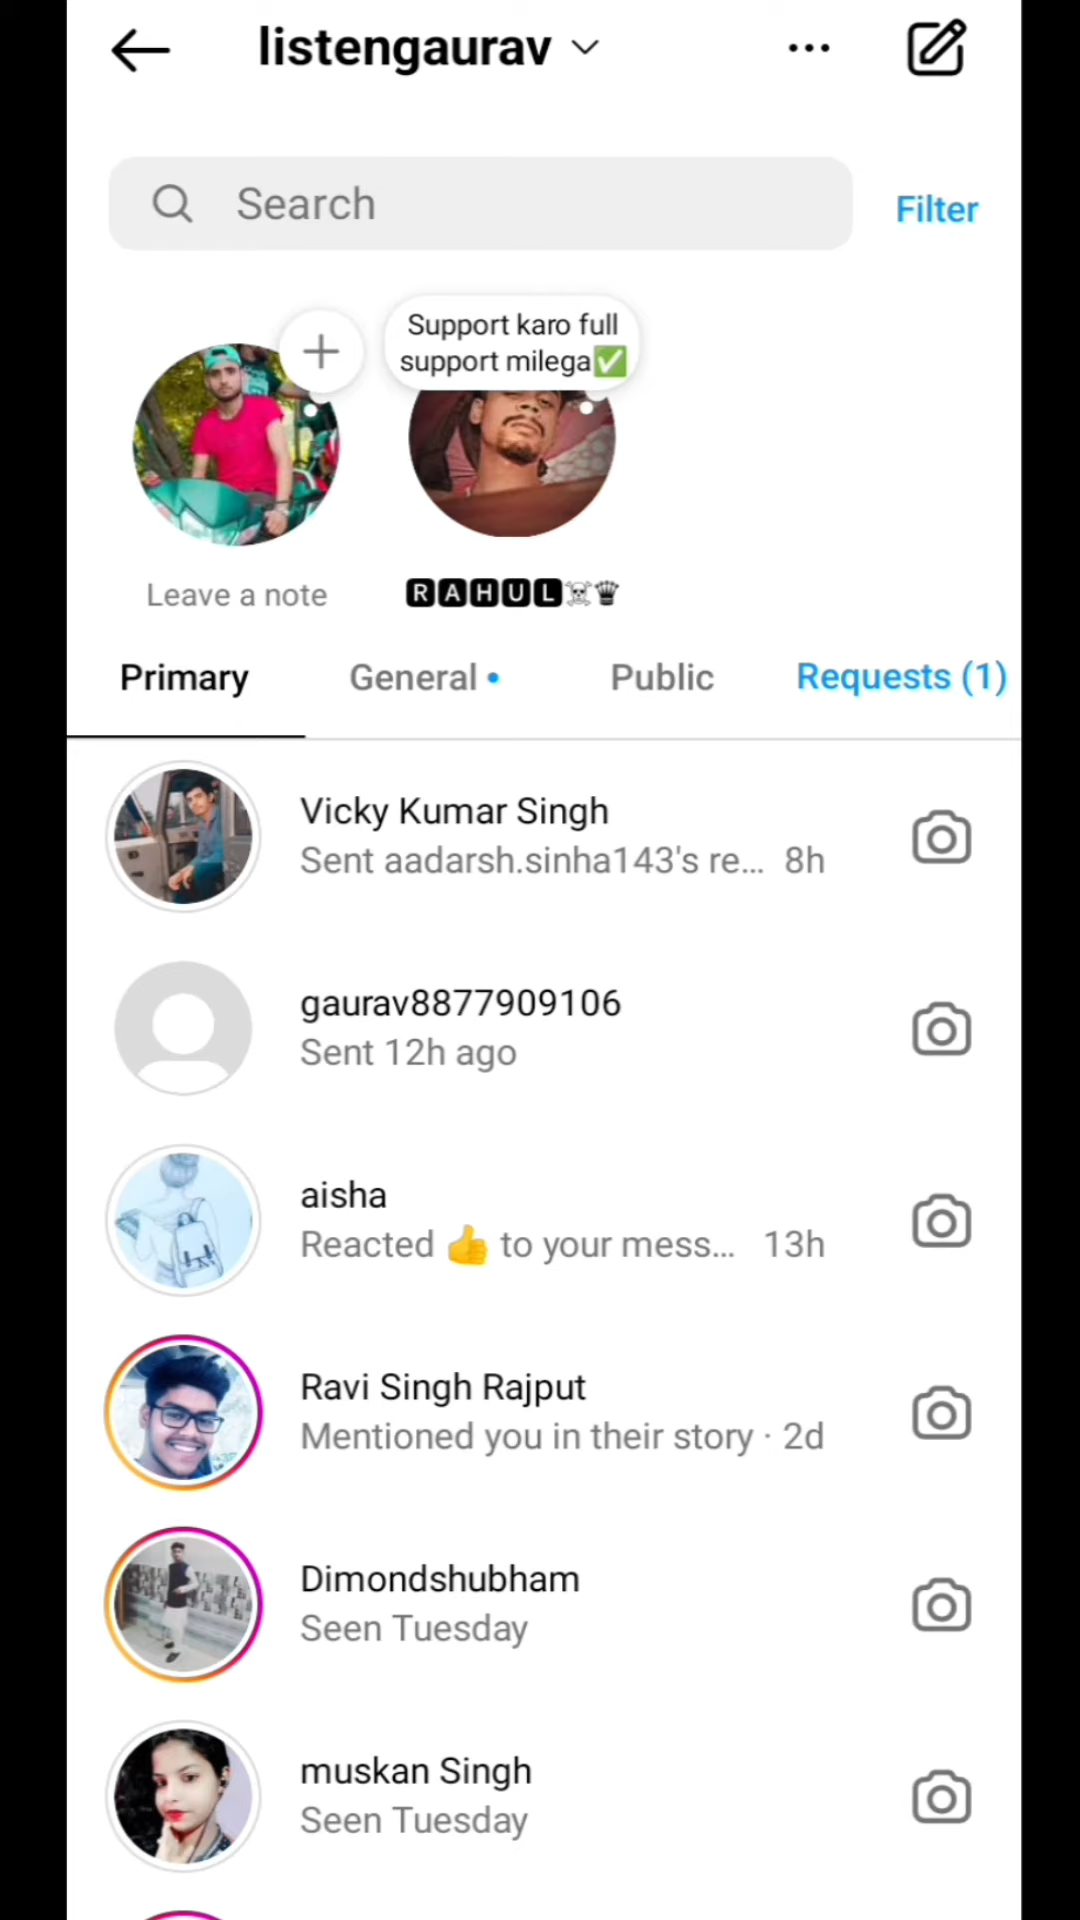 listengaurav
Search
Filter
Support karo full
support milega✅
Leave a note
🆁🅰🅷🆄🅻☠♛
Primary
General
Public
Requests (1)
Vicky Kumar Singh
Sent aadarsh.sinha143's re... 8h
gaurav8877909106
Sent 12h ago
aisha
Reacted 👍 to your mess... 13h
Ravi Singh Rajput
Mentioned you in their story · 2d
Dimondshubham
Seen Tuesday
muskan Singh
Seen Tuesday